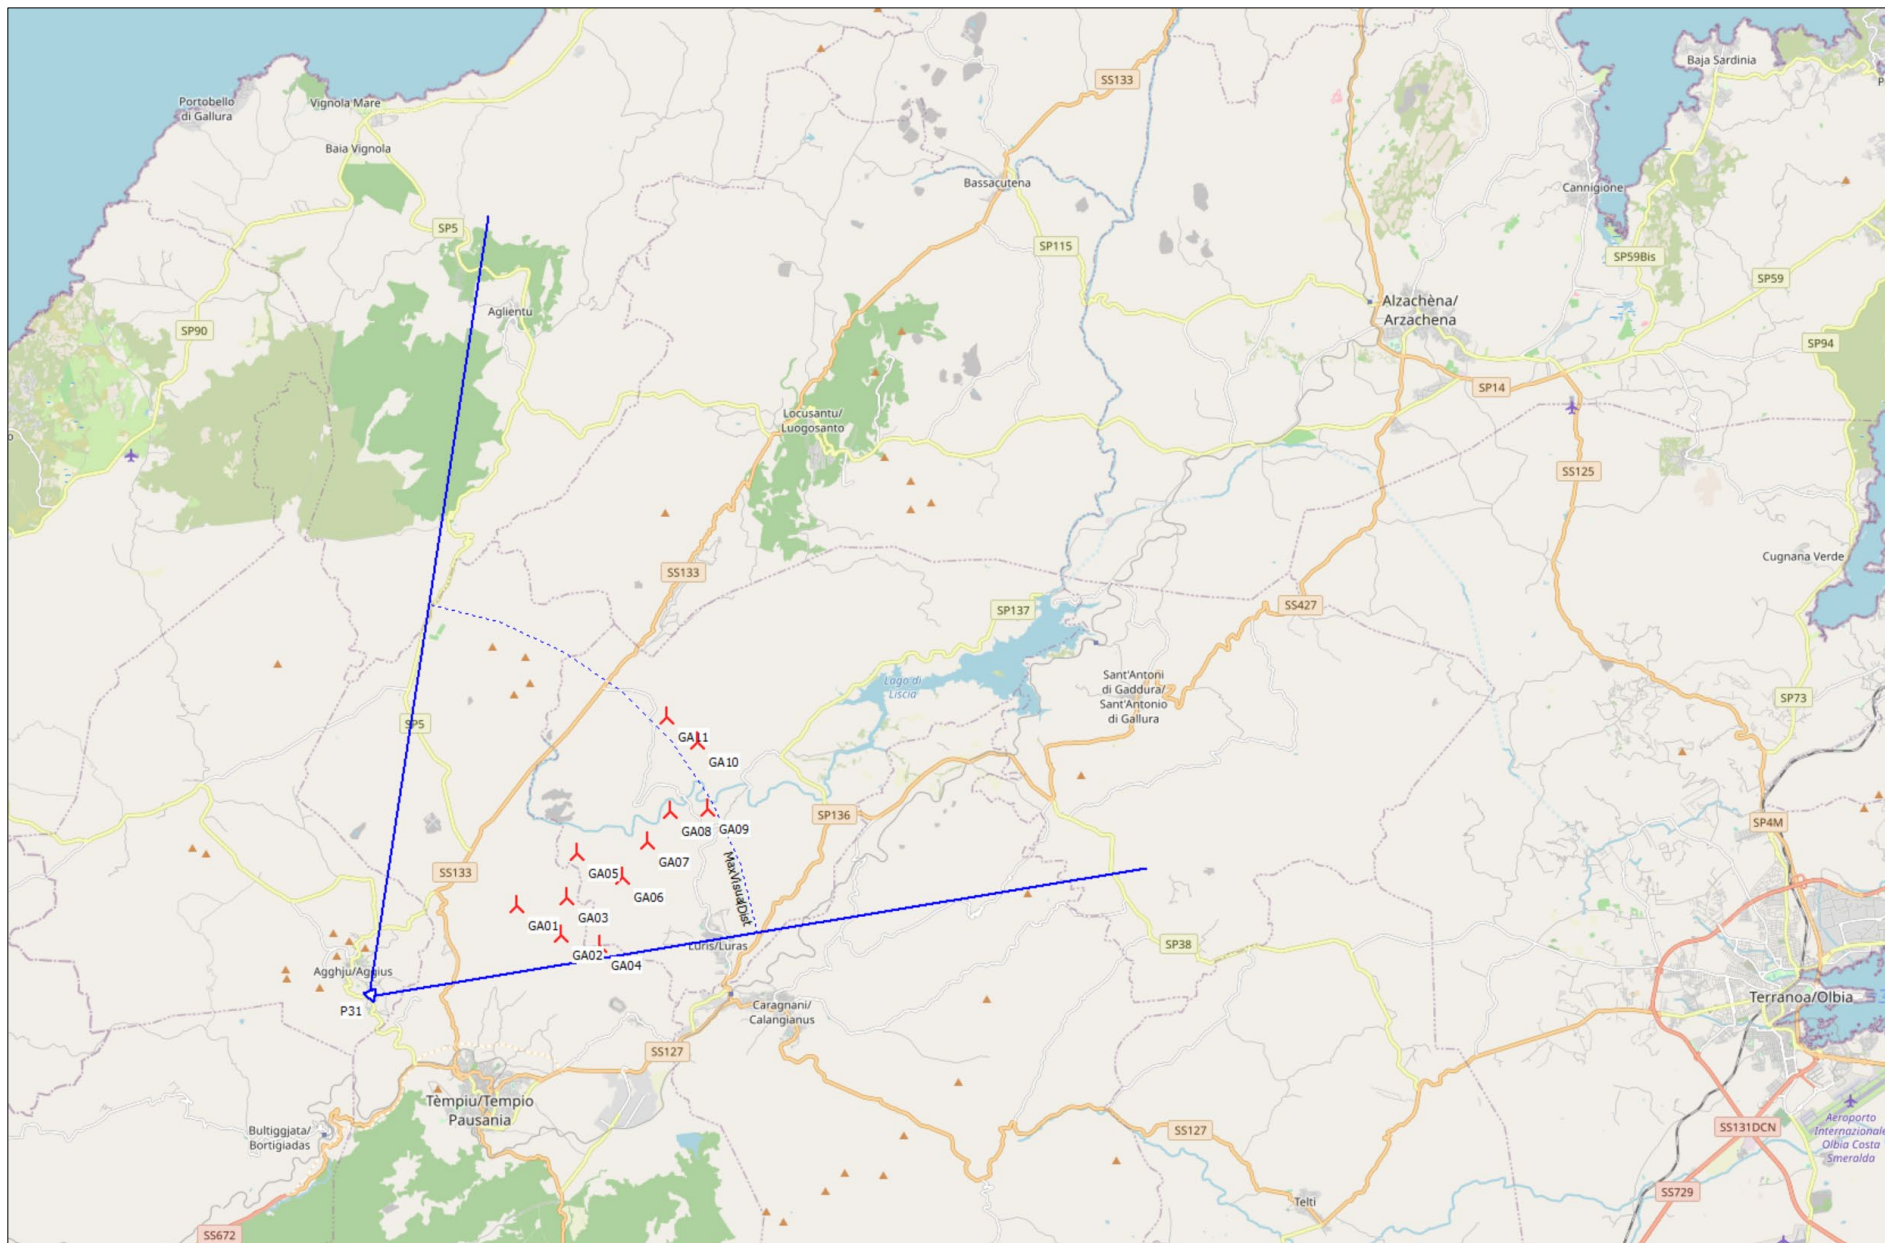 Baja Sardinia
SS133
Portobello
di Gallura
Vignola Mare
Baia Vignola
Bassacutena
Cannigione
SP5
SP115
SP59Bis
SP59
Aglientu
Alzachèna/
Arzachena
SP90
SP94
SP14
Locusantu/
Luogosanto
SS125
Cugnana Verde
SS133
SP137
SS427
Lago di
Liscia
Sant'Antoni
di Gaddura/
Sant'Antonio
di Gallura
SP73
SP5
GA11
GA10
SP136
SP4M
GA08
GA09
GA07
MaxVisualDist
SS133
GA05
GA06
GA03
GA01
Luris/Luras
SP38
GA02
GA04
Agghju/Aggius
P31
Caragnani/
Calangianus
Terranoa/Olbia
SS127
Tèmpiu/Tempio
Pausania
Bultiggjata/
Bortigiadas
SS127
SS131DCN
Aeroporto
Internazionale
Olbia Costa
Smeralda
Telti
SS729
SS672